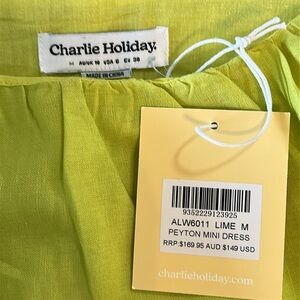 Charlie Holiday.
M AU/UK 10 USA 6 EU 38
MADE IN CHINA
9352229123925
ALW6011 LIME M
PEYTON MINI DRESS
RRP:$169.95 AUD $149 USD
charlieholiday.com